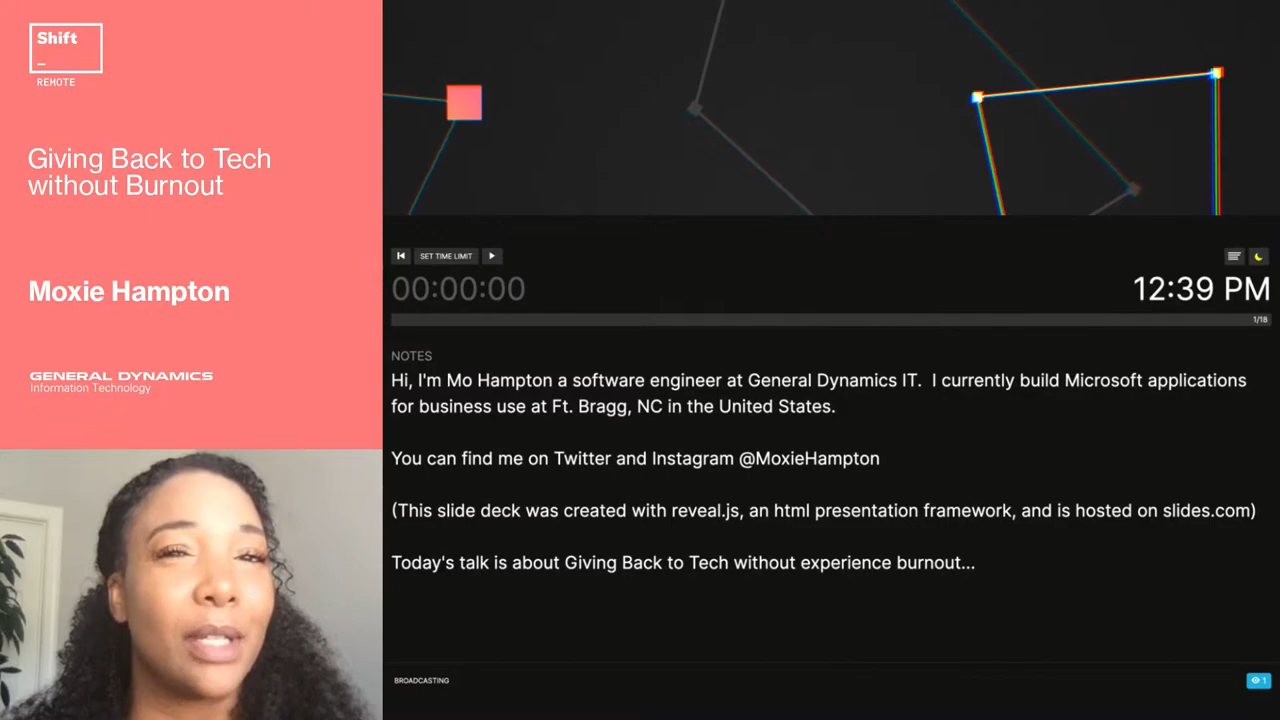 Shift
_
REMOTE
Giving Back to Tech
without Burnout
Moxie Hampton
GENERAL DYNAMICS
Information Technology
SET TIME LIMIT
00:00:00
12:39 PM
1/18
NOTES
Hi, I'm Mo Hampton a software engineer at General Dynamics IT.  I currently build Microsoft applications
for business use at Ft. Bragg, NC in the United States.
You can find me on Twitter and Instagram @MoxieHampton
(This slide deck was created with reveal.js, an html presentation framework, and is hosted on slides.com)
Today's talk is about Giving Back to Tech without experience burnout...
BROADCASTING
1